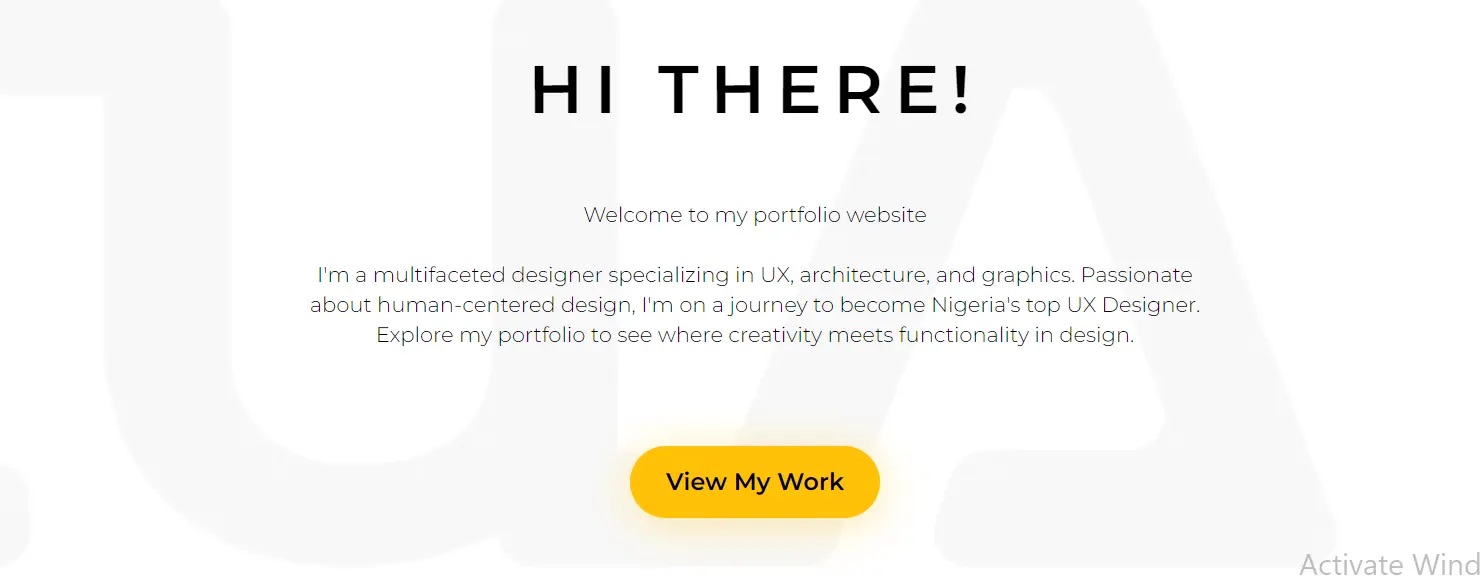 HI THERE!
Welcome to my portfolio website
I'm a multifaceted designer specializing in UX, architecture, and graphics. Passionate
about human-centered design, I'm on a journey to become Nigeria's top UX Designer.
Explore my portfolio to see where creativity meets functionality in design.
View My Work
Activate Wind